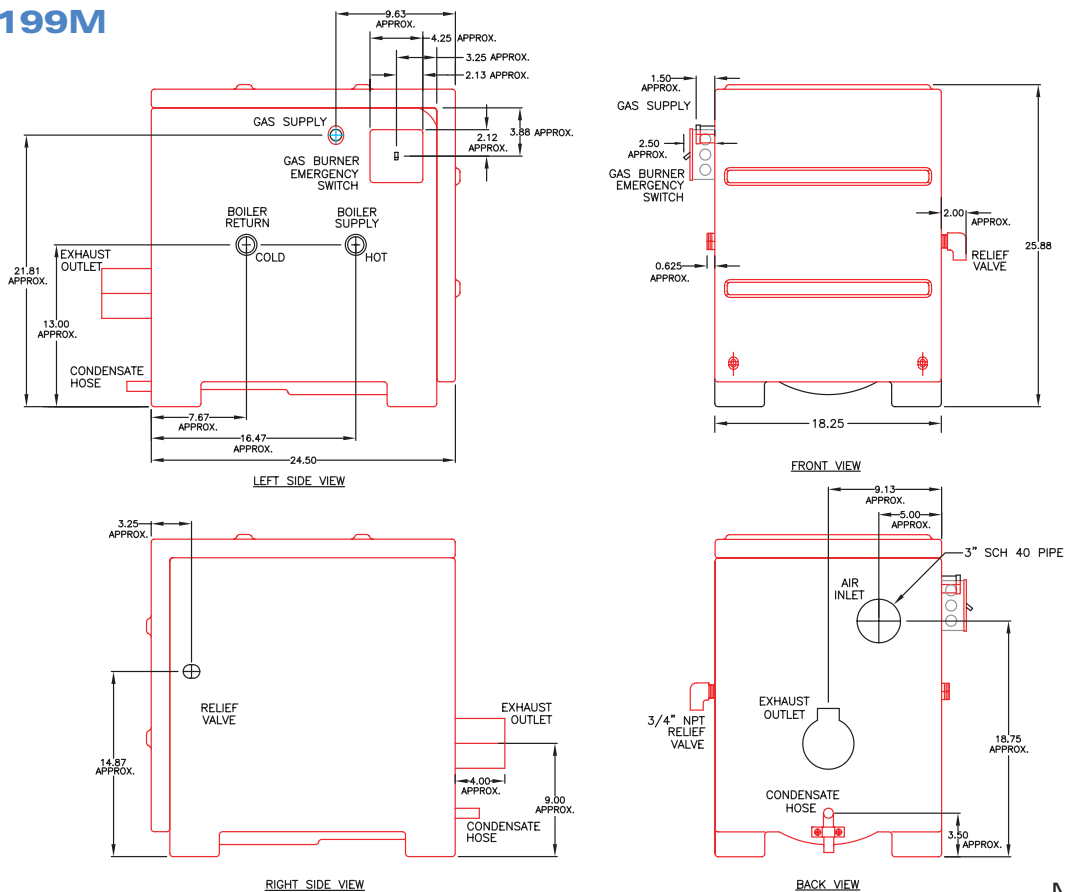 199M
9.63
APPROX.
4.25 APPROX.
3.25 APPROX.
2.13 APPROX.
GAS SUPPLY
3.88 APPROX.
2.12
APPROX.
GAS BURNER
EMERGENCY
SWITCH
BOILER
RETURN
BOILER
SUPPLY
COLD
HOT
EXHAUST
OUTLET
21.81
APPROX.
13.00
APPROX.
CONDENSATE
HOSE
7.67
APPROX.
16.47
APPROX.
24.50
LEFT SIDE VIEW
1.50
APPROX.
GAS SUPPLY
2.50
APPROX.
GAS BURNER
EMERGENCY
SWITCH
2.00
APPROX.
RELIEF
VALVE
25.88
0.625
APPROX.
18.25
FRONT VIEW
3.25
APPROX.
RELIEF
VALVE
14.87
APPROX.
EXHAUST
OUTLET
4.00
APPROX.
9.00
APPROX.
CONDENSATE
HOSE
RIGHT SIDE VIEW
9.13
APPROX.
5.00
APPROX.
3" SCH 40 PIPE
AIR
INLET
EXHAUST
OUTLET
3/4" NPT
RELIEF
VALVE
18.75
APPROX.
CONDENSATE
HOSE
3.50
APPROX.
BACK VIEW